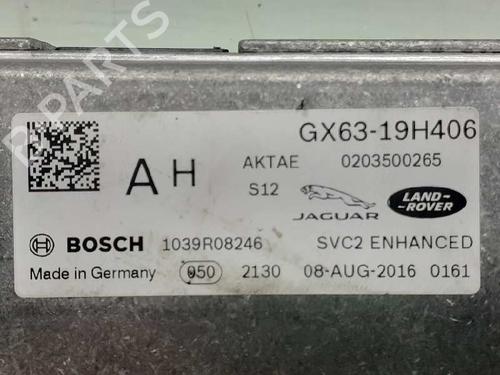 B-PARTS
GX63-19H406
A H
AKTAE 0203500265
S12
JAGUAR
LAND-
ROVER
BOSCH 1039R08246 SVC2 ENHANCED
Made in Germany 050 2130 08-AUG-2016 0161